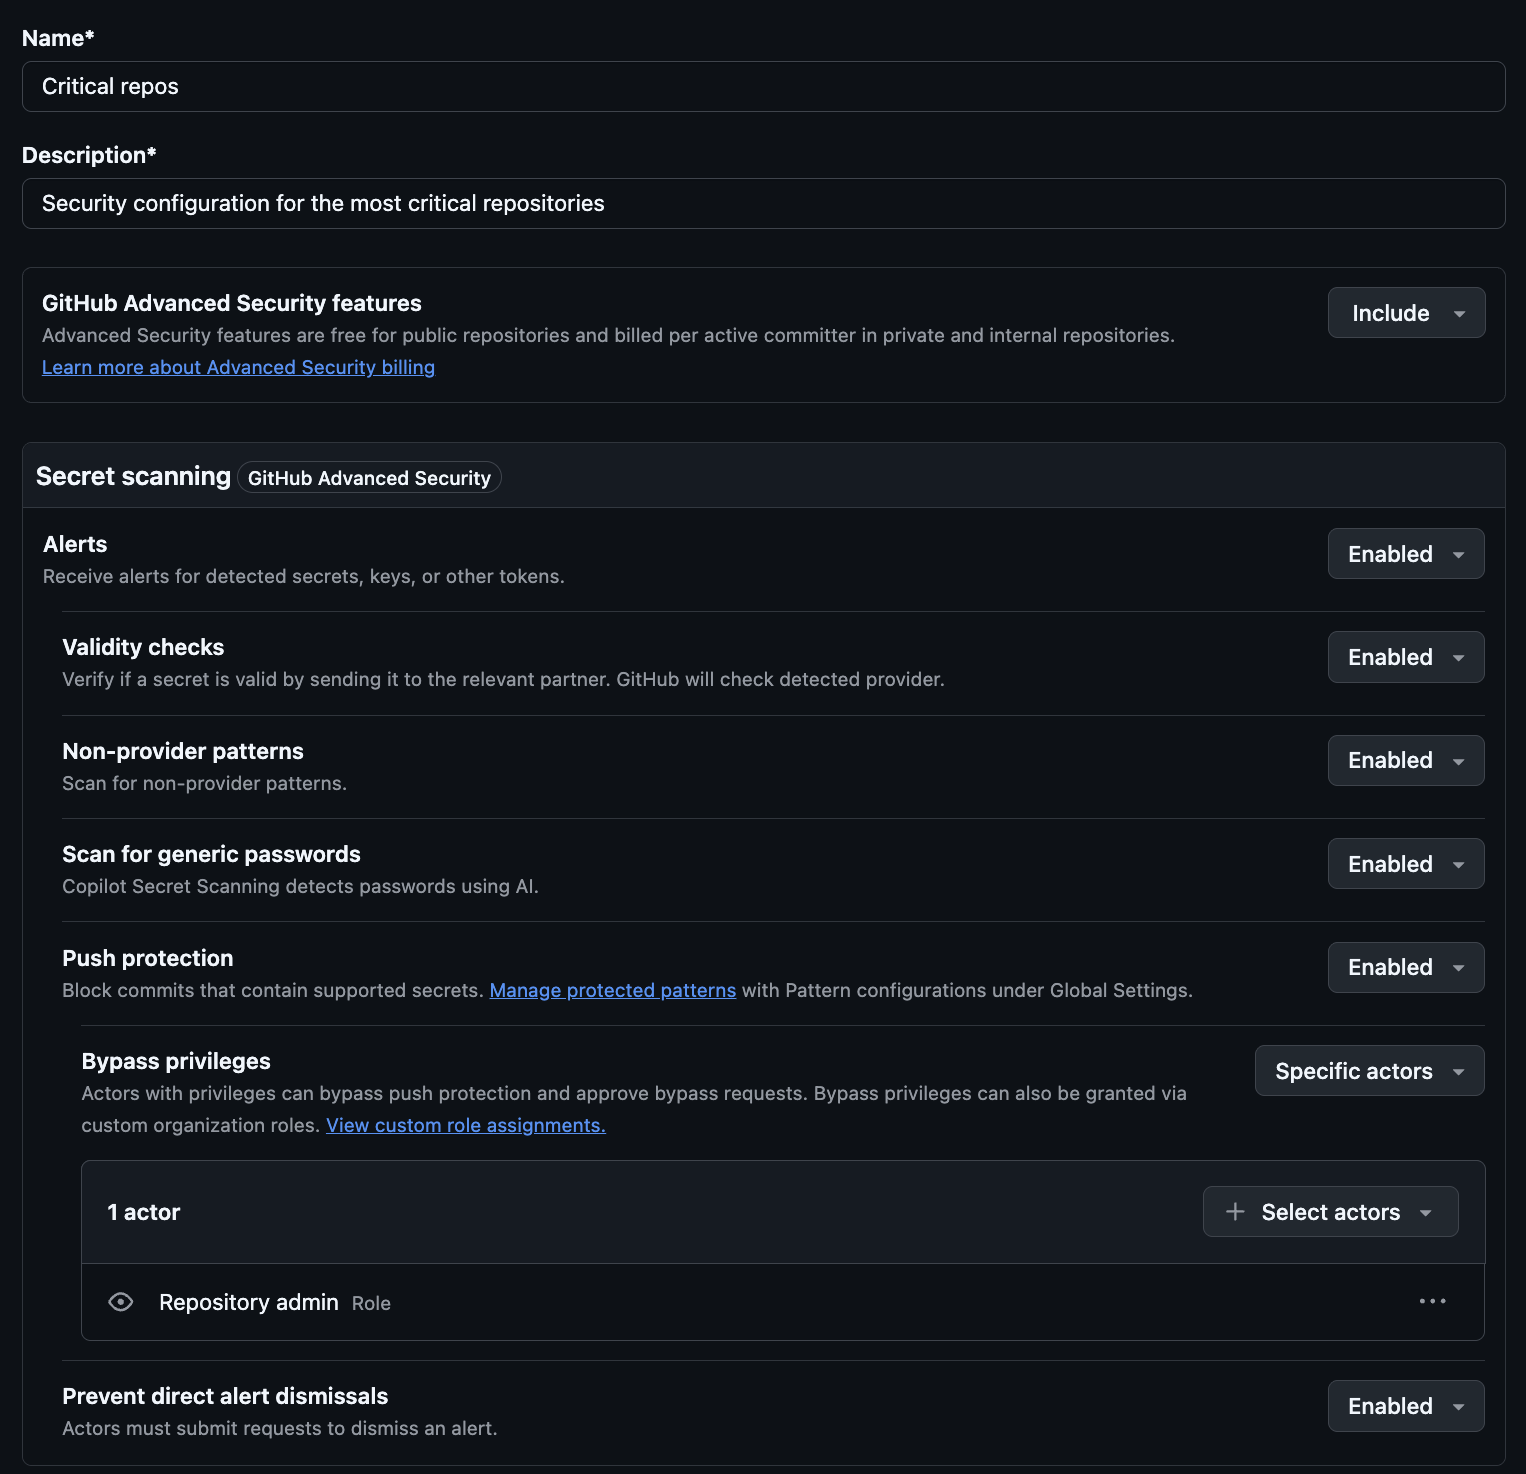 Name*
Critical repos
Description*
Security configuration for the most critical repositories
GitHub Advanced Security features
Include
Advanced Security features are free for public repositories and billed per active committer in private and internal repositories.
Learn more about Advanced Security billing
Secret scanning GitHub Advanced Security
Alerts
Enabled
Receive alerts for detected secrets, keys, or other tokens.
Validity checks
Enabled
Verify if a secret is valid by sending it to the relevant partner. GitHub will check detected provider.
Non-provider patterns
Enabled
Scan for non-provider patterns.
Scan for generic passwords
Enabled
Copilot Secret Scanning detects passwords using AI.
Push protection
Enabled
Block commits that contain supported secrets. Manage protected patterns with Pattern configurations under Global Settings.
Bypass privileges
Specific actors
Actors with privileges can bypass push protection and approve bypass requests. Bypass privileges can also be granted via
custom organization roles. View custom role assignments.
1 actor
Select actors
Repository admin Role
Prevent direct alert dismissals
Enabled
Actors must submit requests to dismiss an alert.